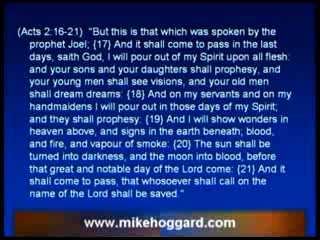 (Acts 2:16-21)  "But this is that which was spoken by the
prophet Joel; {17} And it shall come to pass in the last
days, saith God, I will pour out of my Spirit upon all flesh:
and your sons and your daughters shall prophesy, and
your young men shall see visions, and your old men
shall dream dreams: {18} And on my servants and on my
handmaidens I will pour out in those days of my Spirit;
and they shall prophesy: {19} And I will show wonders in
heaven above, and signs in the earth beneath; blood,
and fire, and vapour of smoke: {20} The sun shall be
turned into darkness, and the moon into blood, before
that great and notable day of the Lord come: {21} And it
shall come to pass, that whosoever shall call on the
name of the Lord shall be saved."
www.mikehoggard.com